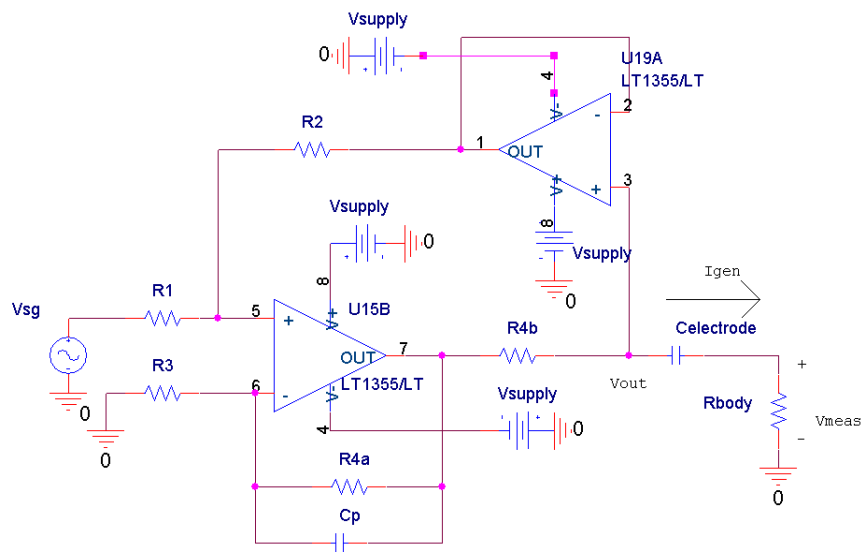 Vsupply
0
4
U19A
LT1355/LT
2
R2
1
OUT
V-
-
V+
+
3
Vsupply
0
8
Vsupply
0
Igen
8
R1
Vsg
5
+
V+
U15B
R4b
Celectrode
OUT
7
R3
0
6
-
V-
LT1355/LT
Vout
+
Rbody
Vmeas
-
Vsupply
0
4
0
R4a
0
Cp